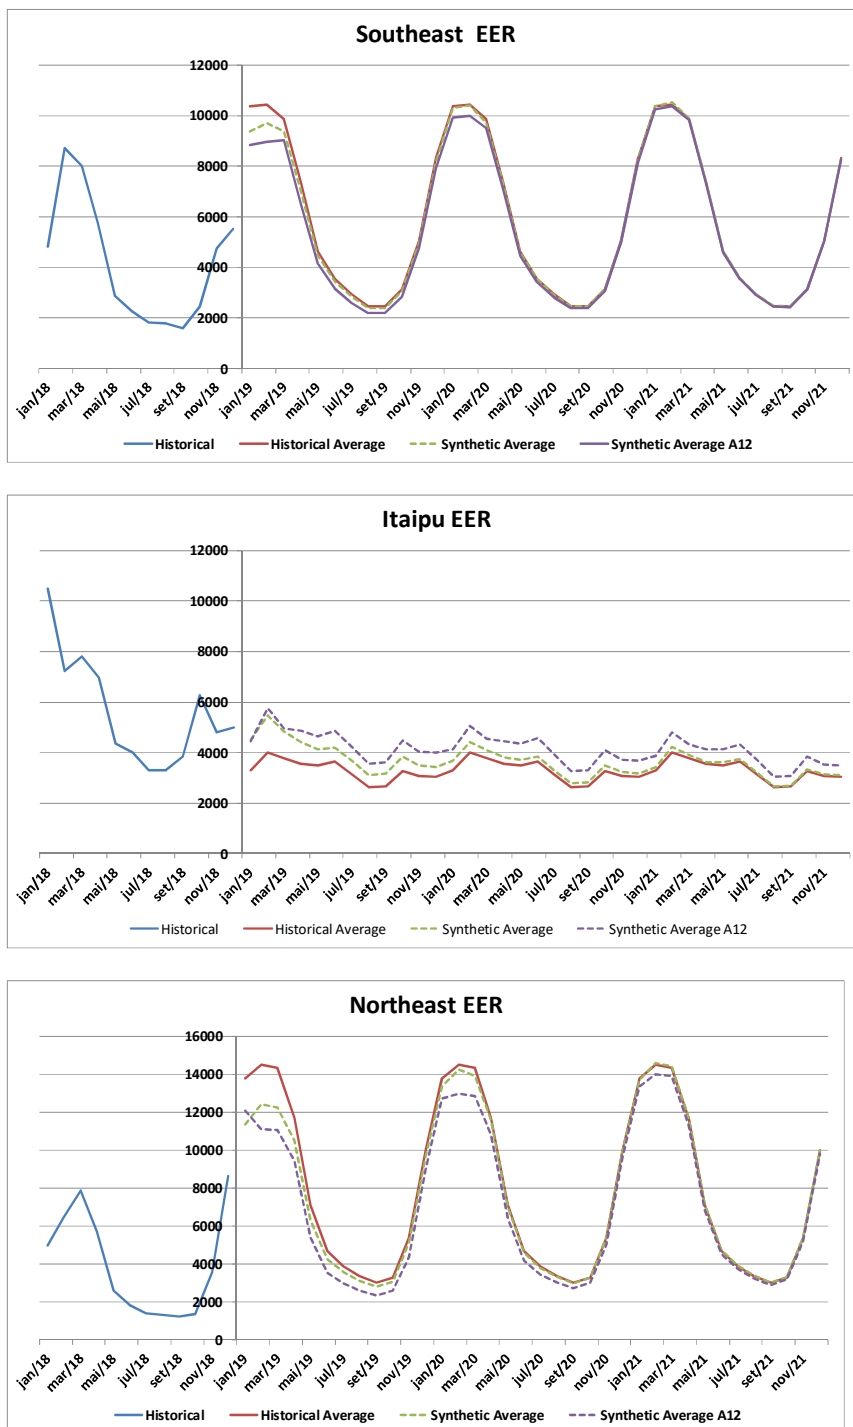 Southeast EER
12000
10000
8000
6000
4000
2000
0
jan/18 mar/18 mai/18 jul/18 set/18 nov/18 jan/19 mar/19 mai/19 jul/19 set/19 nov/19 jan/20 mar/20 mai/20 jul/20 set/20 nov/20 jan/21 mar/21 mai/21 jul/21 set/21 nov/21
Historical Historical Average Synthetic Average Synthetic Average A12
Itaipu EER
12000
10000
8000
6000
4000
2000
0
jan/18 mar/18 mai/18 jul/18 set/18 nov/18 jan/19 mar/19 mai/19 jul/19 set/19 nov/19 jan/20 mar/20 mai/20 jul/20 set/20 nov/20 jan/21 mar/21 mai/21 jul/21 set/21 nov/21
Historical Historical Average Synthetic Average Synthetic Average A12
Northeast EER
16000
14000
12000
10000
8000
6000
4000
2000
0
jan/18 mar/18 mai/18 jul/18 set/18 nov/18 jan/19 mar/19 mai/19 jul/19 set/19 nov/19 jan/20 mar/20 mai/20 jul/20 set/20 nov/20 jan/21 mar/21 mai/21 jul/21 set/21 nov/21
Historical Historical Average Synthetic Average Synthetic Average A12